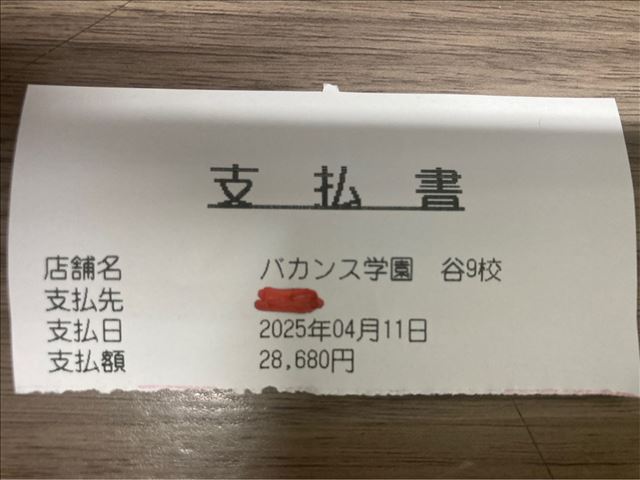 支払書
店舗名 バカンス学園 谷9校
支払先
支払日 2025年04月11日
支払額 28,680円